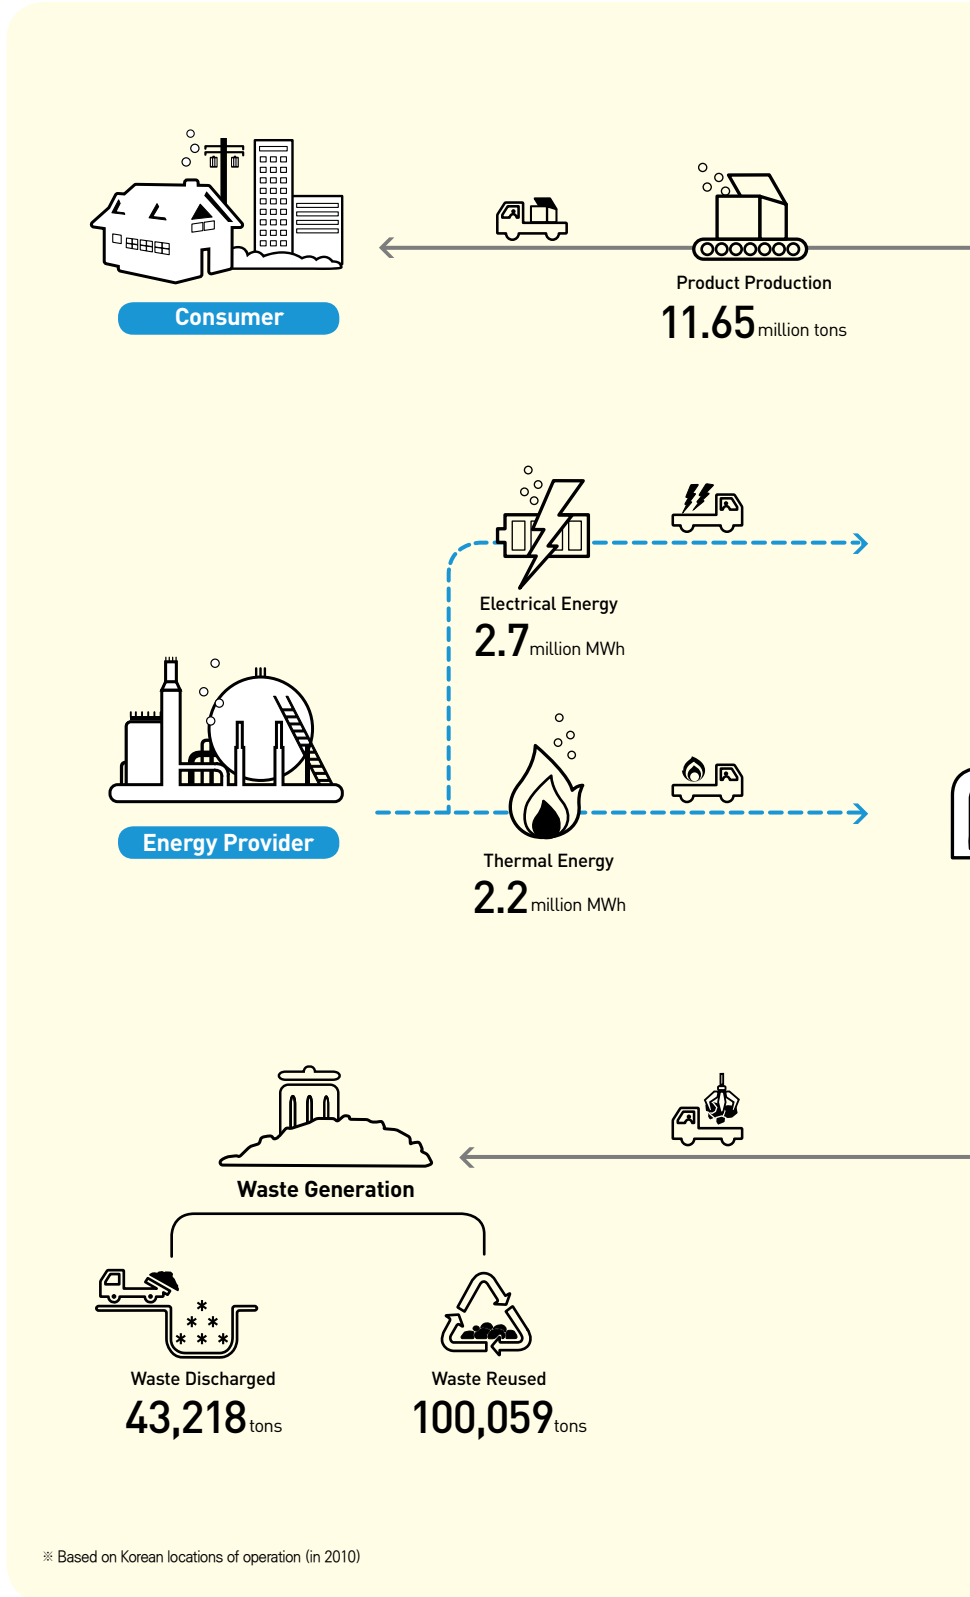 Consumer
Product Production
11.65 million tons
Electrical Energy
2.7 million MWh
Energy Provider
Thermal Energy
2.2 million MWh
Waste Generation
Waste Discharged
43,218 tons
Waste Reused
100,059 tons
※ Based on Korean locations of operation (in 2010)